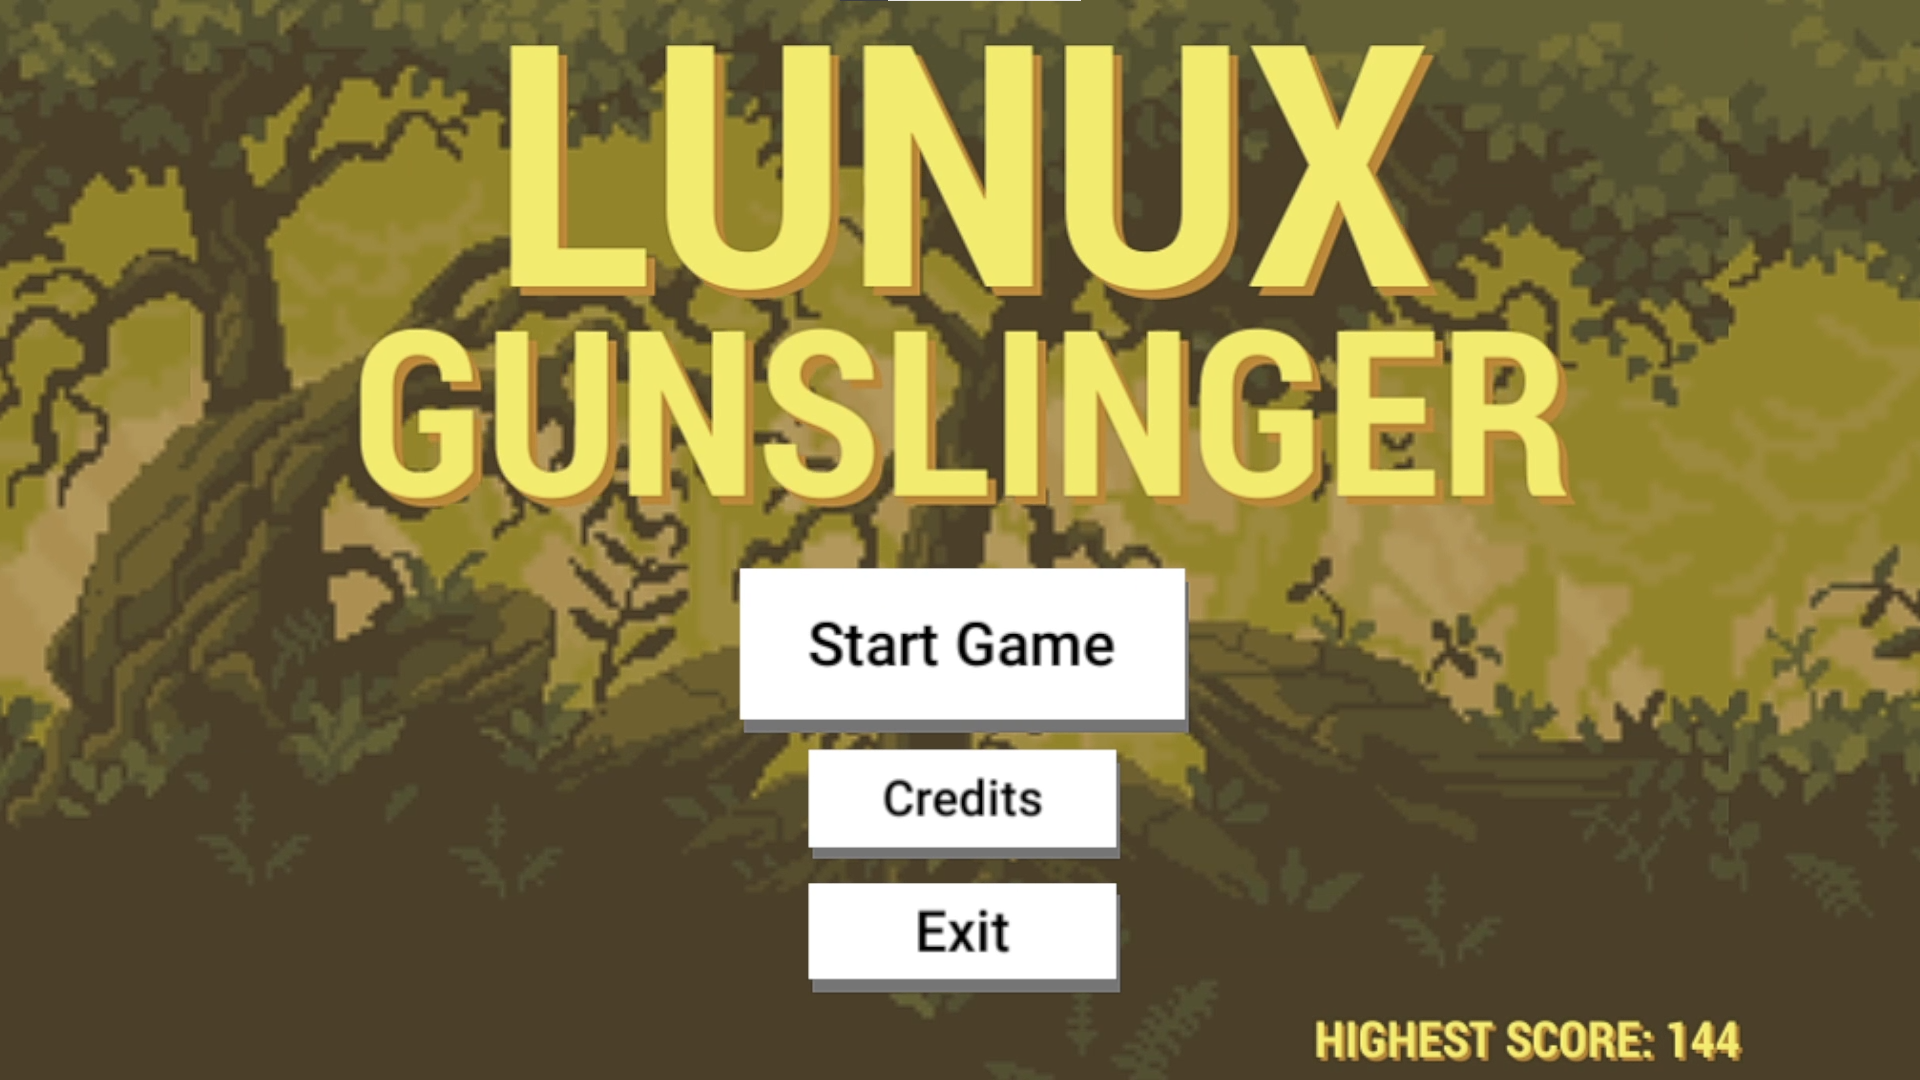 LUNUX
GUNSLINGER
Start Game
Credits
Exit
HIGHEST SCORE: 144